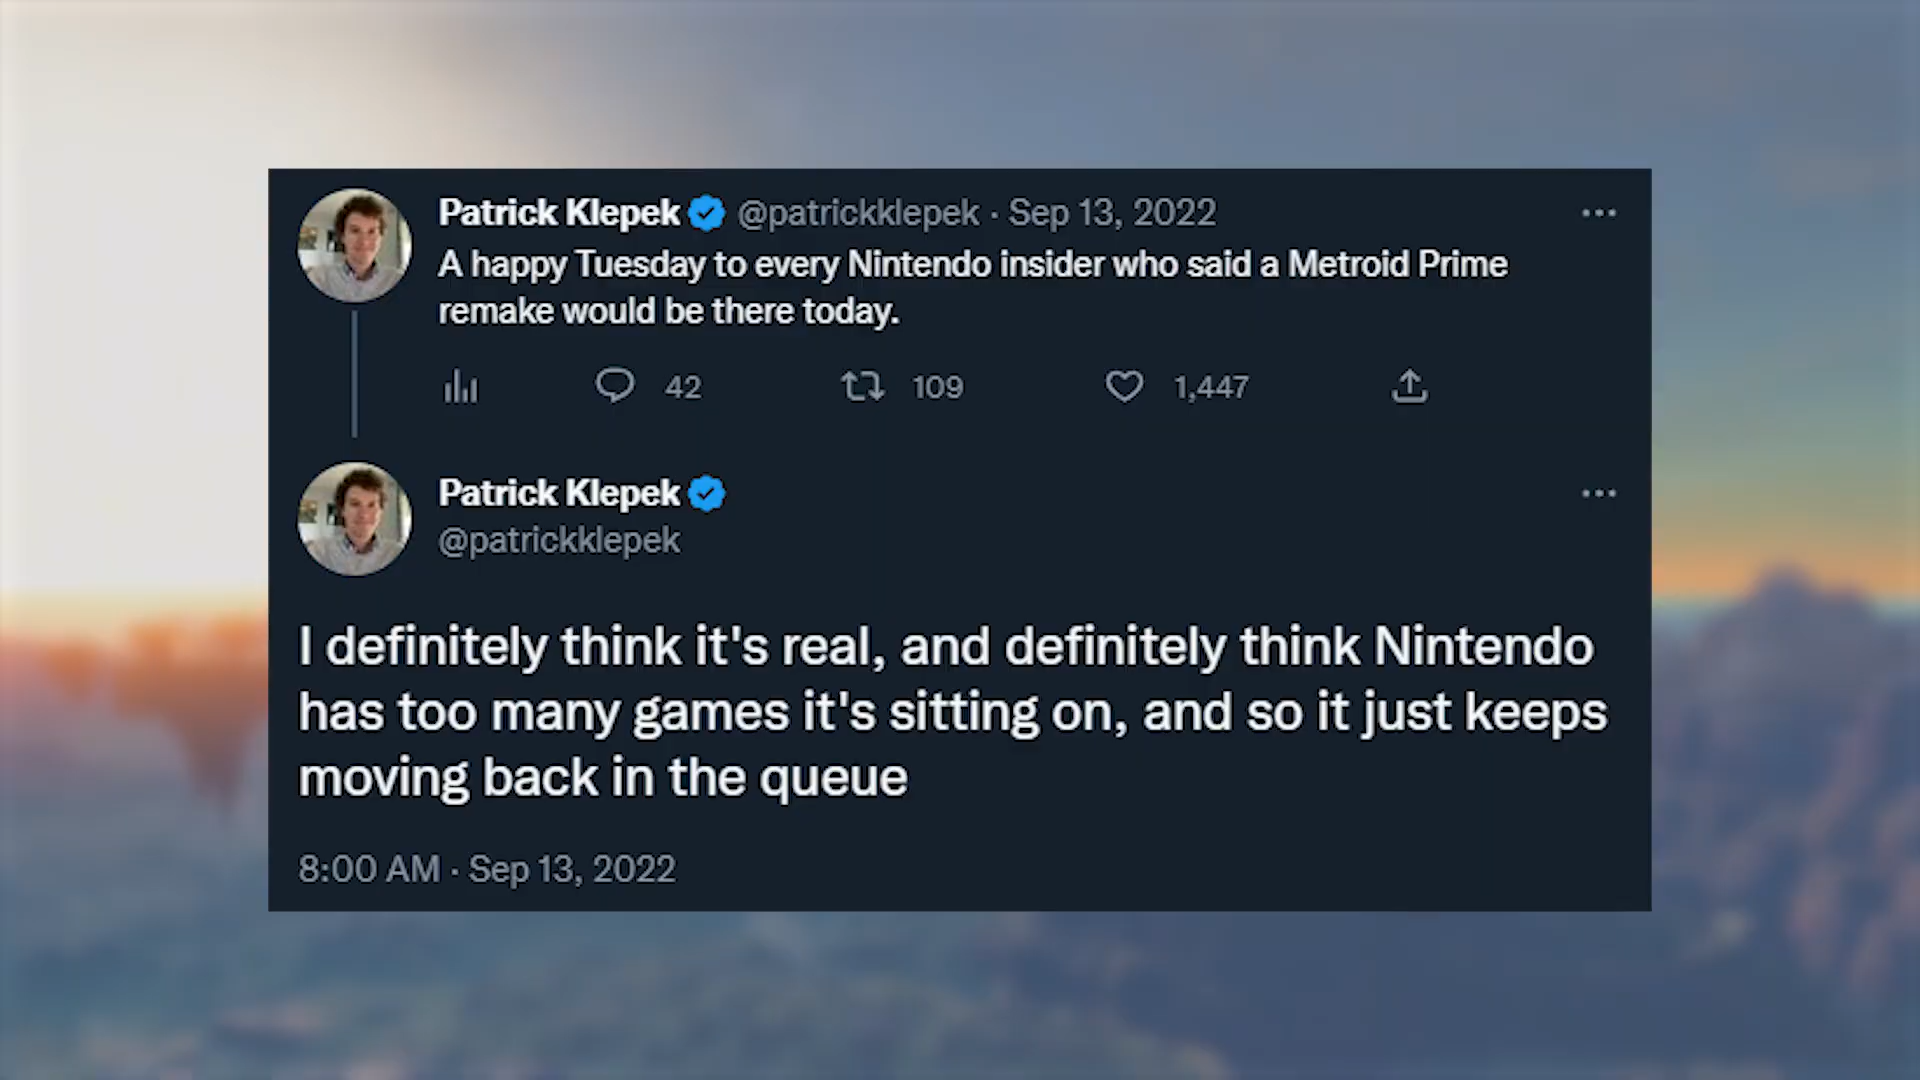 Patrick Klepek @patrickklepek · Sep 13, 2022
A happy Tuesday to every Nintendo insider who said a Metroid Prime
remake would be there today.
42 109 1,447
Patrick Klepek
@patrickklepek
I definitely think it's real, and definitely think Nintendo
has too many games it's sitting on, and so it just keeps
moving back in the queue
8:00 AM · Sep 13, 2022